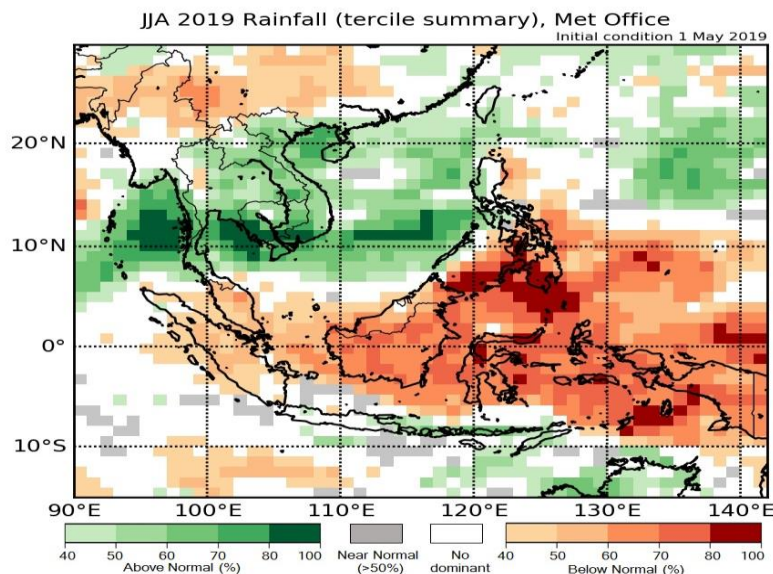 JJA 2019 Rainfall (tercile summary), Met Office
Initial condition 1 May 2019
20°N
10°N
0°
10°S
90°E 100°E 110°E 120°E 130°E 140°E
40 50 60 70 80 100
Above Normal (%)
Near Normal
(>50%)
No
dominant
40 50 60 70 80 100
Below Normal (%)